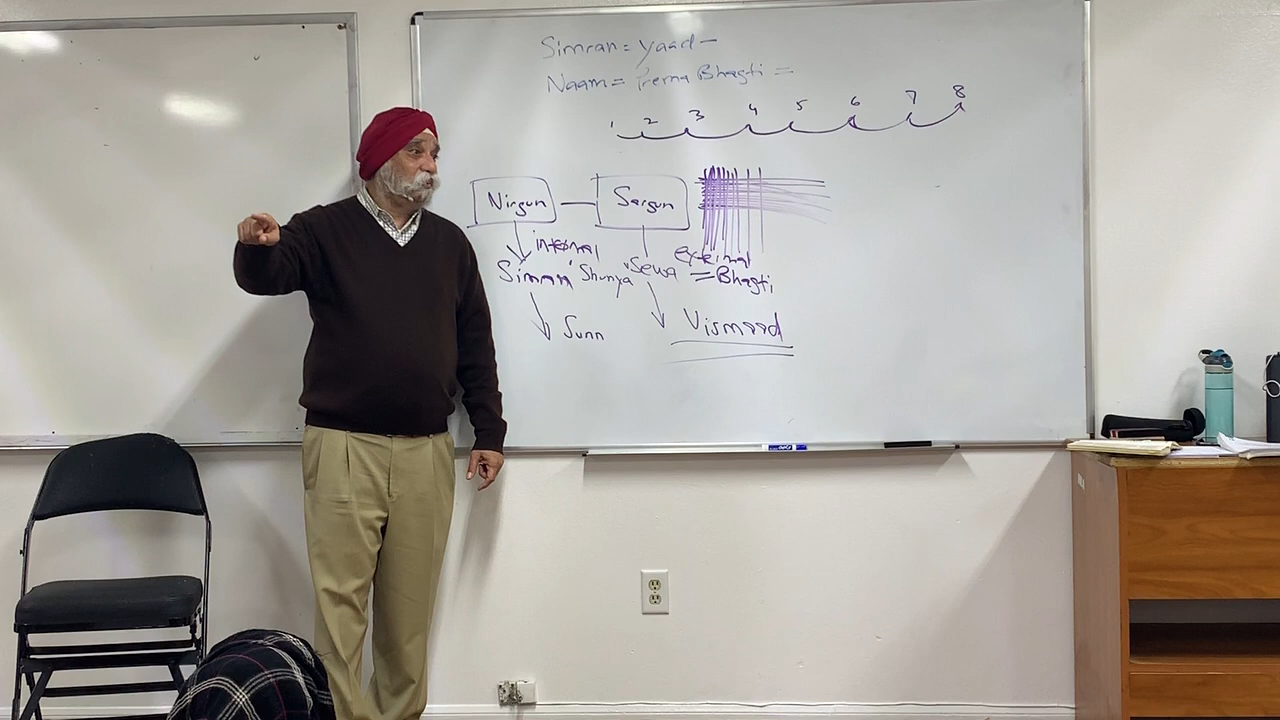 Simran = Yaad -
Naam = Prema Bhagti =
1 2 3 4 5 6 7 8
Nirgun Sargun
internal external
Simran "Shunya" Sewa = Bhagti
Sunn Vismaad